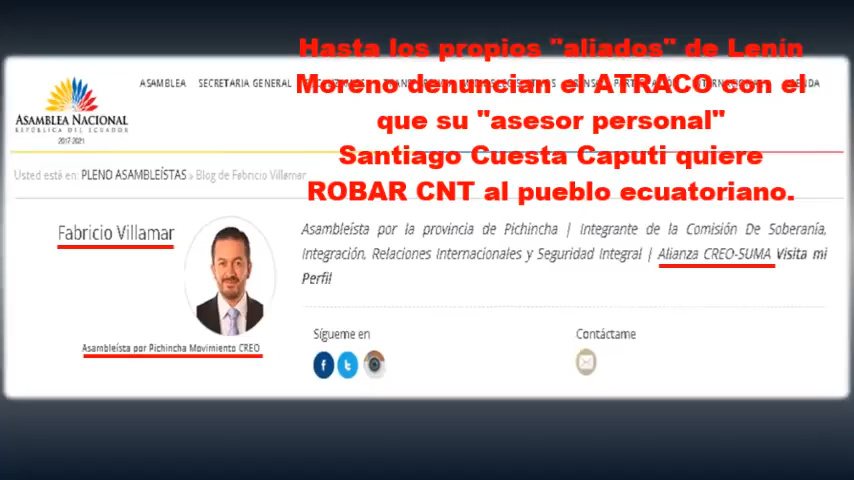 Hasta los propios "aliados" de Lenín
Moreno denuncian el ATRACO con el
que su "asesor personal"
Santiago Cuesta Caputi quiere
ROBAR CNT al pueblo ecuatoriano.
ASAMBLEA SECRETARIA GENERAL
ASAMBLEA NACIONAL
REPÚBLICA DEL ECUADOR
2017-2021
Usted está en: PLENO ASAMBLEÍSTAS » Blog de Fabricio Villamar
Fabricio Villamar
Asambleísta por Pichincha Movimiento CREO
Asambleísta por la provincia de Pichincha | Integrante de la Comisión De Soberanía,
Integración, Relaciones Internacionales y Seguridad Integral | Alianza CREO-SUMA Visita mi
Perfil
Sígueme en
Contáctame